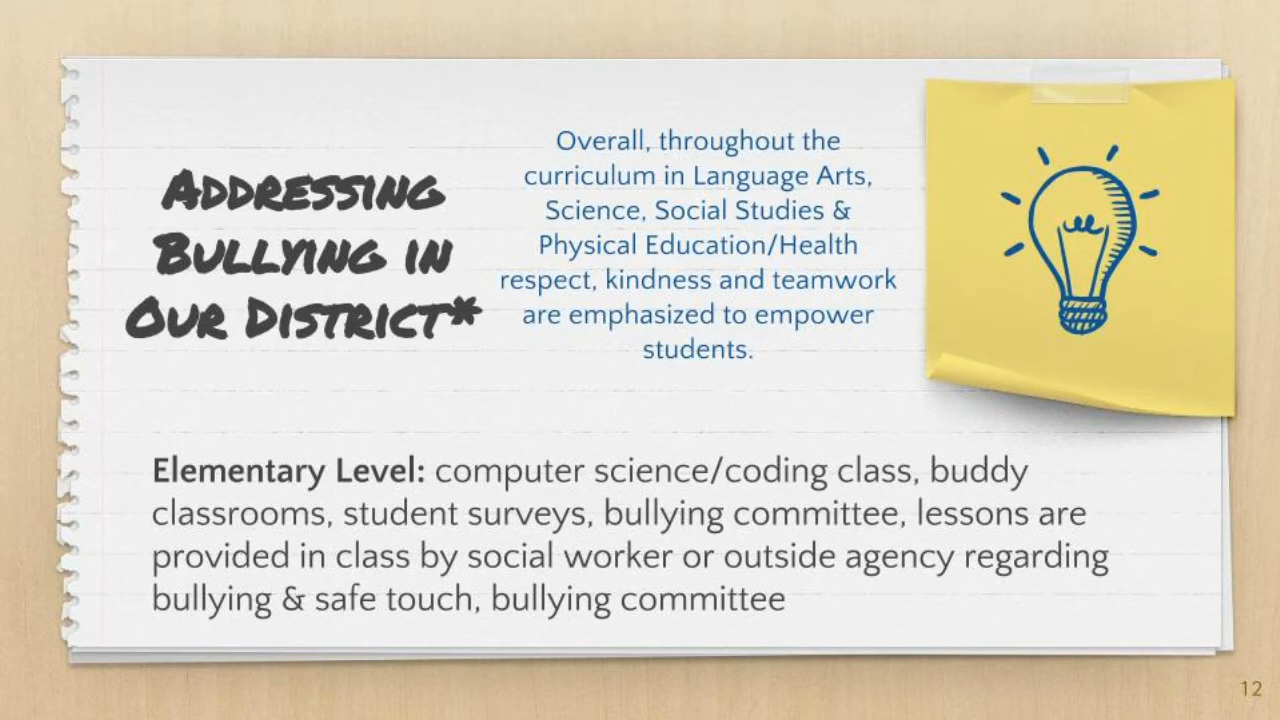 Addressing
Bullying in
Our District*
Overall, throughout the
curriculum in Language Arts,
Science, Social Studies &
Physical Education/Health
respect, kindness and teamwork
are emphasized to empower
students.
Elementary Level: computer science/coding class, buddy
classrooms, student surveys, bullying committee, lessons are
provided in class by social worker or outside agency regarding
bullying & safe touch, bullying committee
12